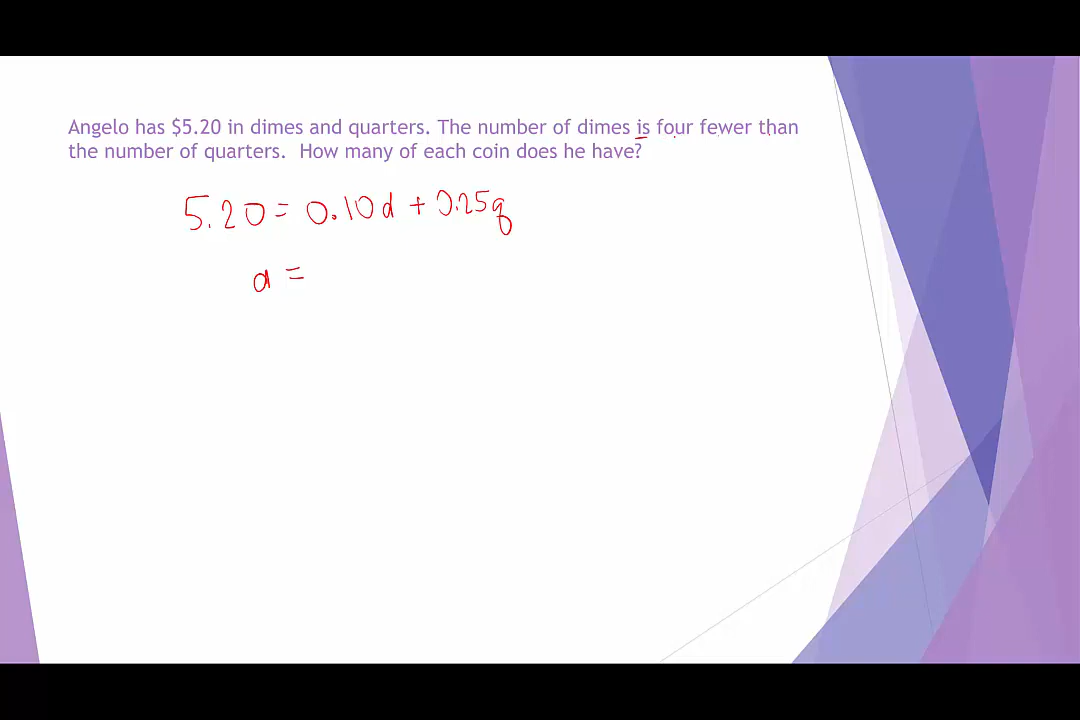 Angelo has $5.20 in dimes and quarters. The number of dimes is four fewer than
the number of quarters. How many of each coin does he have?
5.20 = 0.10d + 0.25q
d =